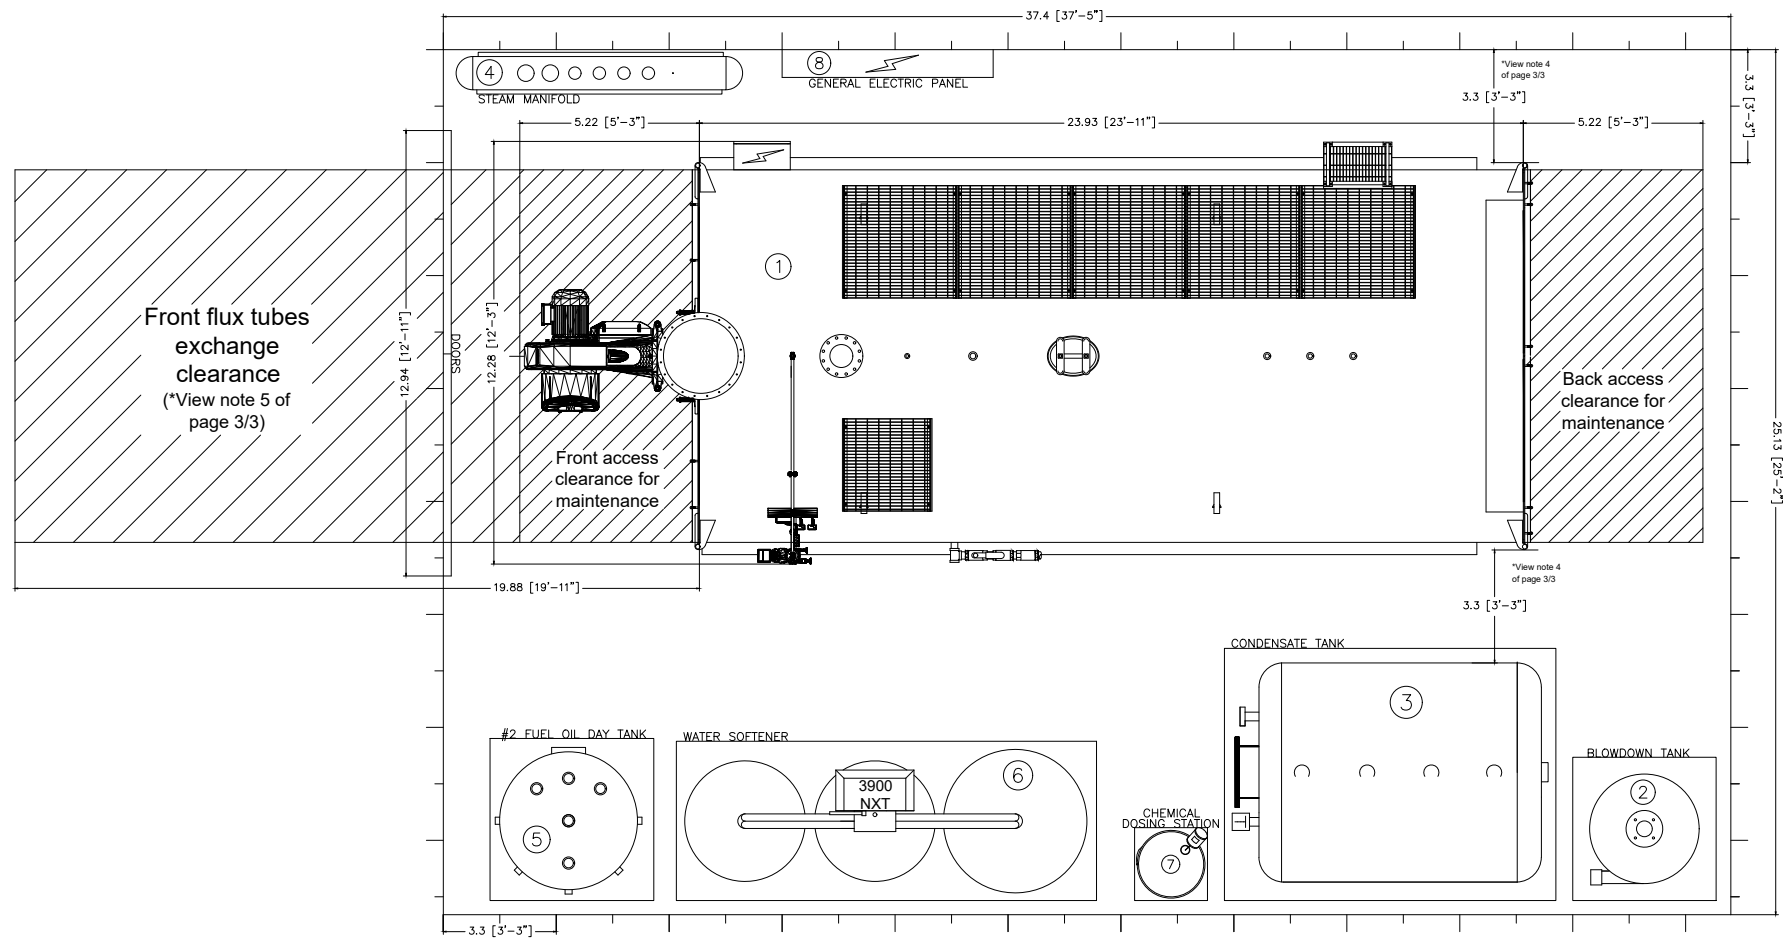 37.4 [37'-5"]
4
STEAM MANIFOLD
8
GENERAL ELECTRIC PANEL
*View note 4
of page 3/3
3.3 [3'-3"]
3.3 [3'-3"]
5.22 [5'-3"]
23.93 [23'-11"]
5.22 [5'-3"]
1
Front flux tubes
exchange
clearance
(*View note 5 of
page 3/3)
12.94 [12'-11"]
DOORS
12.28 [12'-3"]
Front access
clearance for
maintenance
Back access
clearance for
maintenance
25.13 [25'-2"]
19.88 [19'-11"]
*View note 4
of page 3/3
3.3 [3'-3"]
CONDENSATE TANK
3
#2 FUEL OIL DAY TANK
5
WATER SOFTENER
3900
NXT
6
CHEMICAL
DOSING STATION
7
BLOWDOWN TANK
2
3.3 [3'-3"]